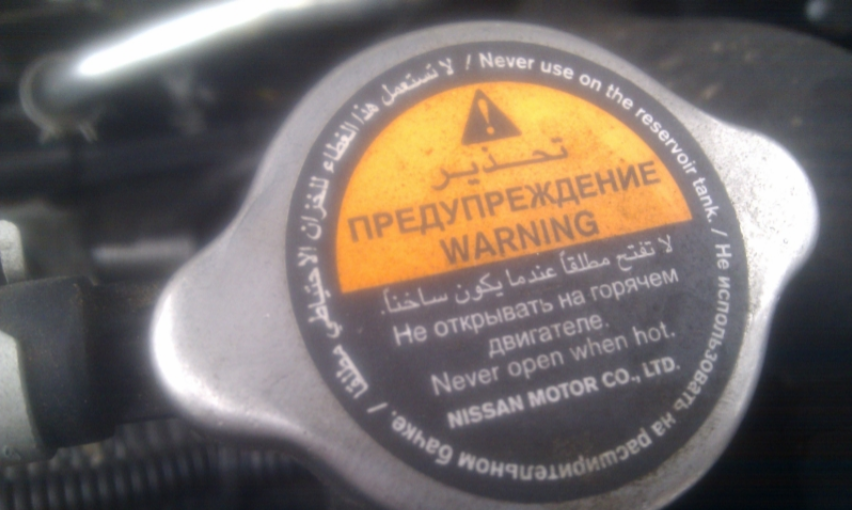 تحـــذيـــر
ПРЕДУПРЕЖДЕНИЕ
WARNING
لا تفتح مطلقاً عندما يكون ساخناً.
Не открывать на горячем
двигателе.
Never open when hot.
NISSAN MOTOR CO., LTD.
لا تستعمل هذا الغطاء للخزان الاحتياطي مطلقا / Never use on the reservoir tank. / Не использовать на расширительном бачке. /